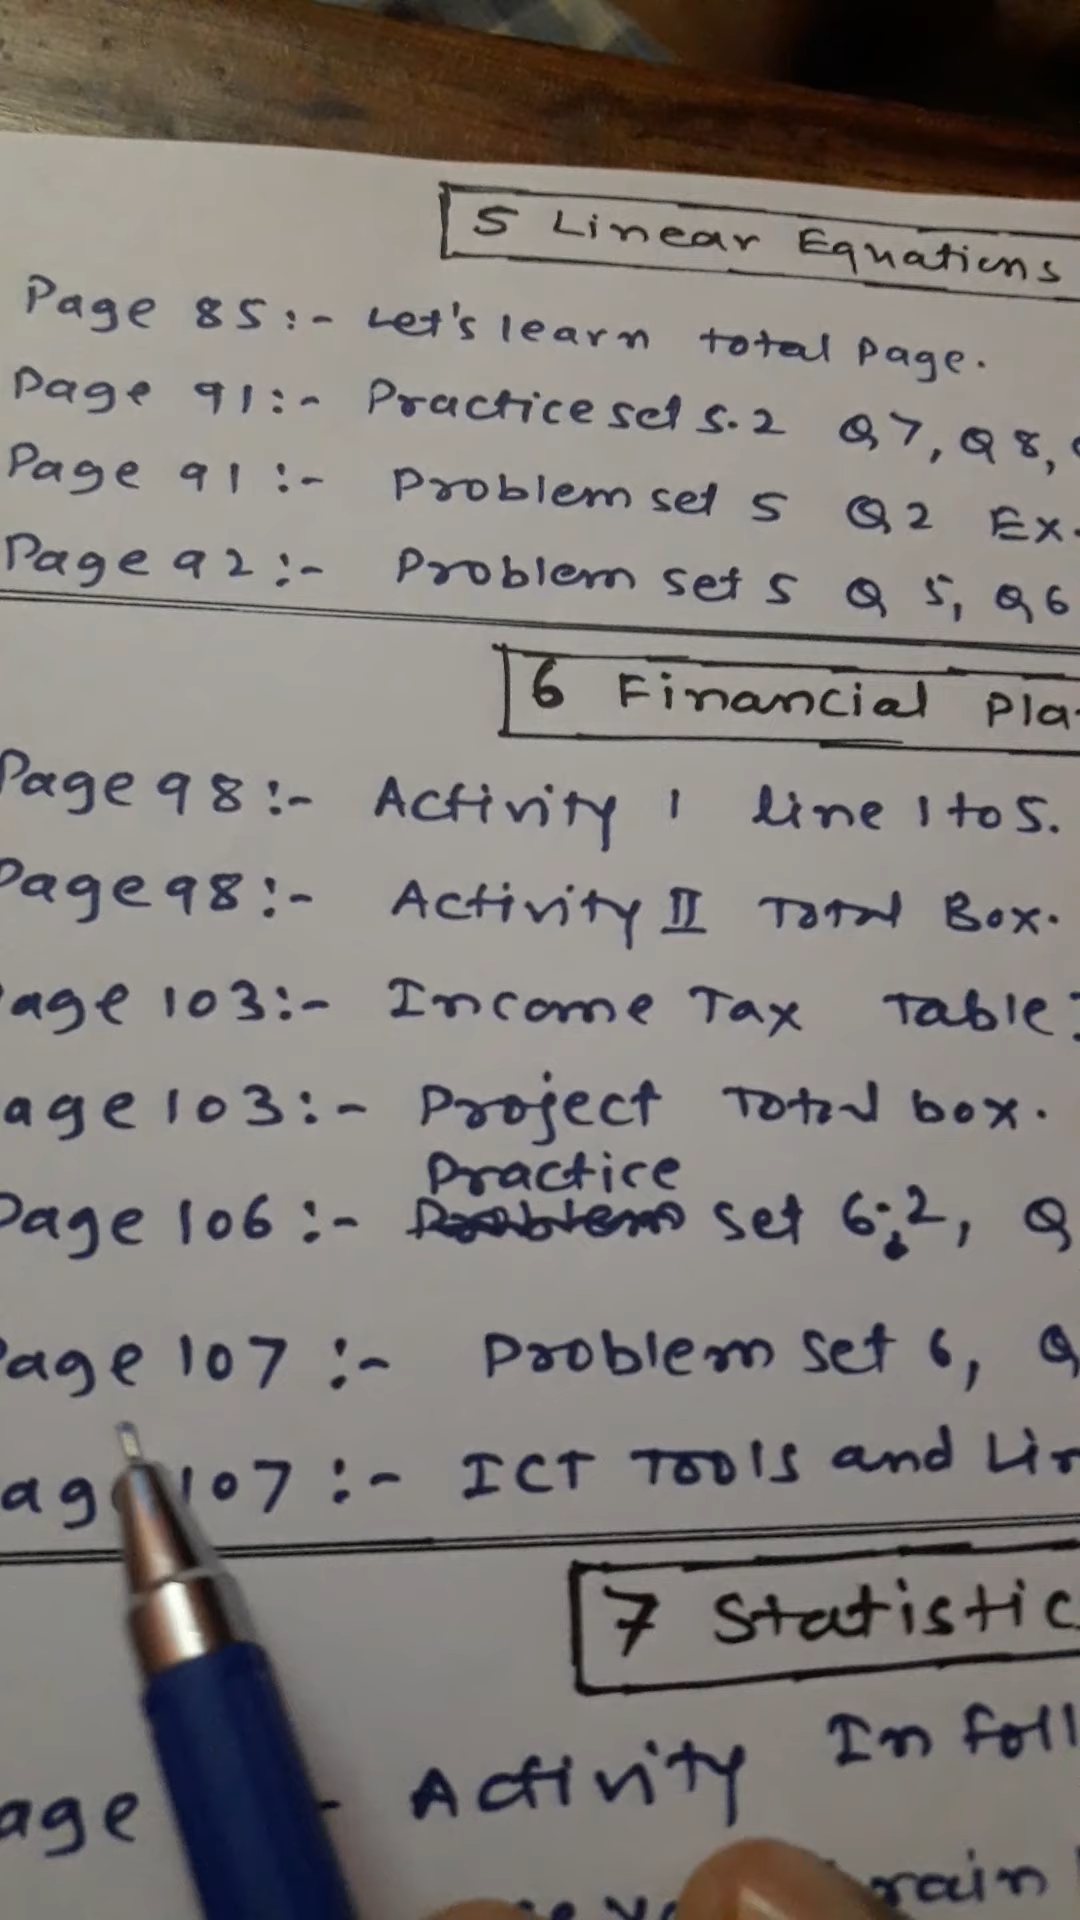 5 Linear Equations
Page 85:- Let's learn total page.
Page 91:- Practice set 5.2 Q7, Q8,
Page 91:- Problem set 5 Q2 Ex.
Page 92:- Problem set 5 Q 5, Q6
6 Financial Pla
Page 98:- Activity 1 line 1 to 5.
Page 98:- Activity II Total Box.
age 103:- Income Tax Table
age 103:- Project Total box.
Practice
Page 106:- Problem set 6.2, Q
Page 107:- Problem set 6, Q
age 107:- ICT Tools and Lin
7 Statistic
age - Activity In foll
rain